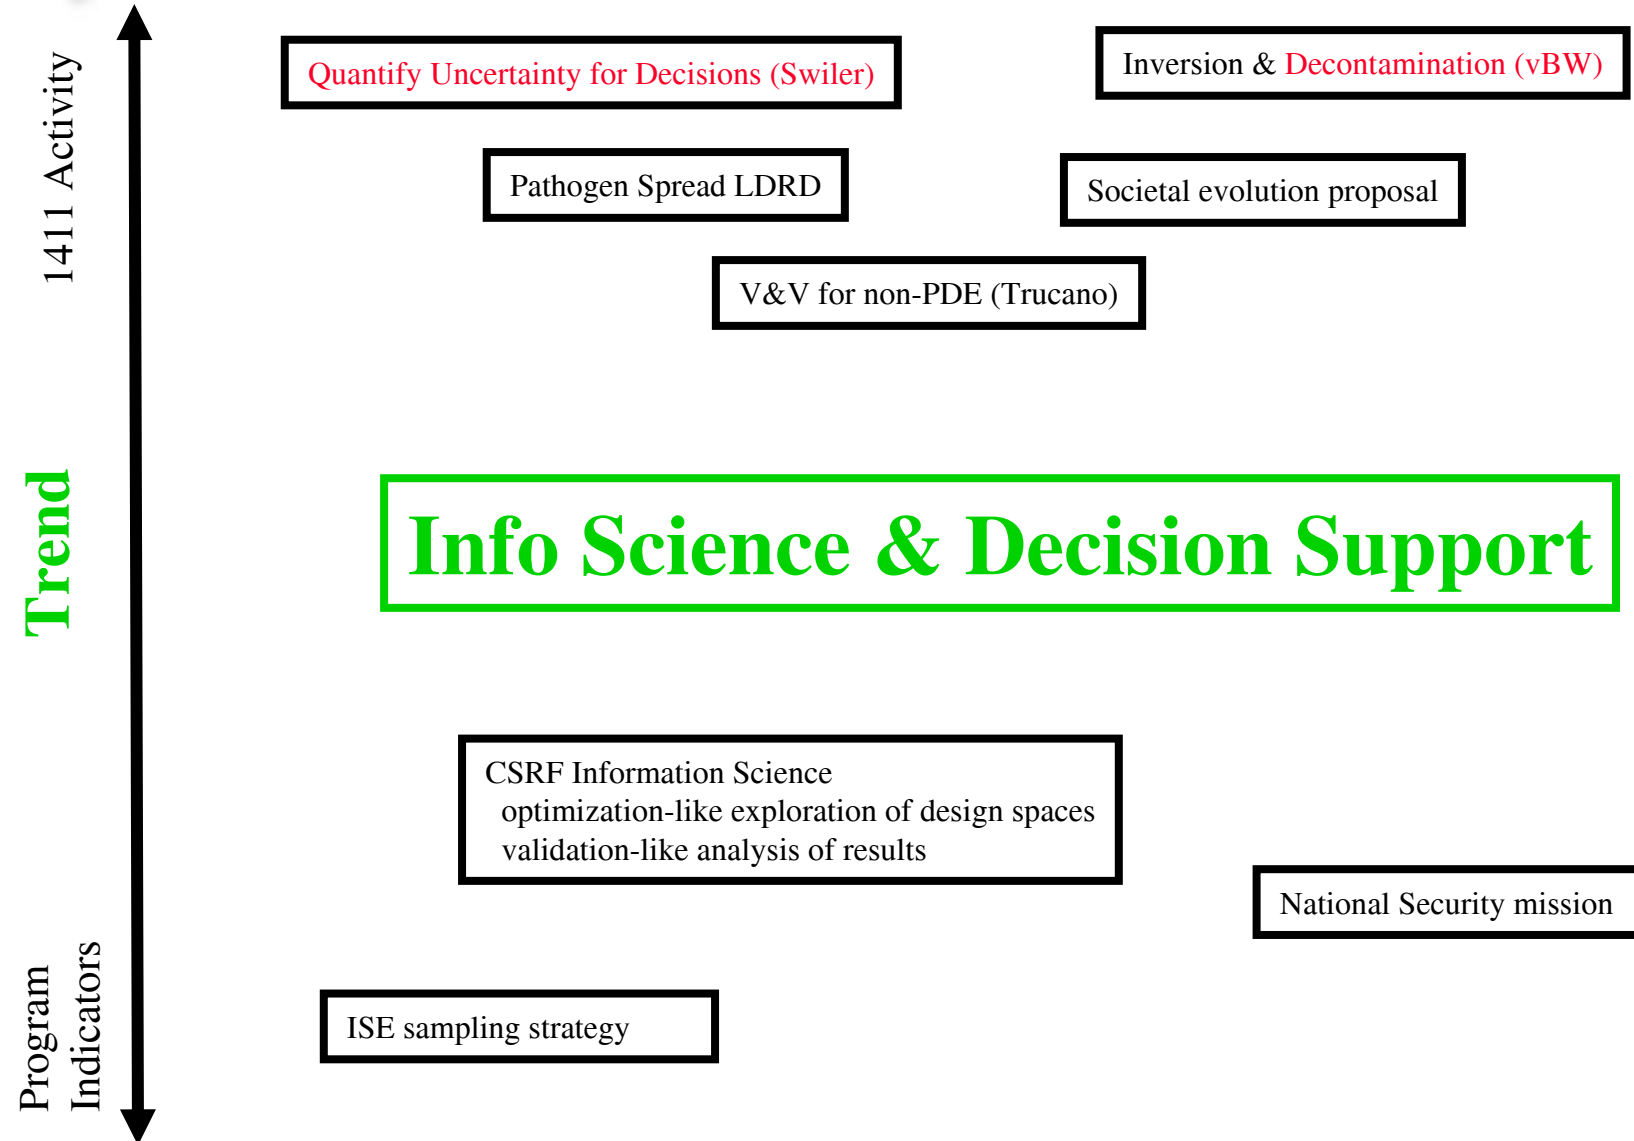 1411 Activity
Quantify Uncertainty for Decisions (Swiler)
Inversion & Decontamination (vBW)
Pathogen Spread LDRD
Societal evolution proposal
V&V for non-PDE (Trucano)
Trend
Info Science & Decision Support
CSRF Information Science
optimization-like exploration of design spaces
validation-like analysis of results
National Security mission
Program
Indicators
ISE sampling strategy